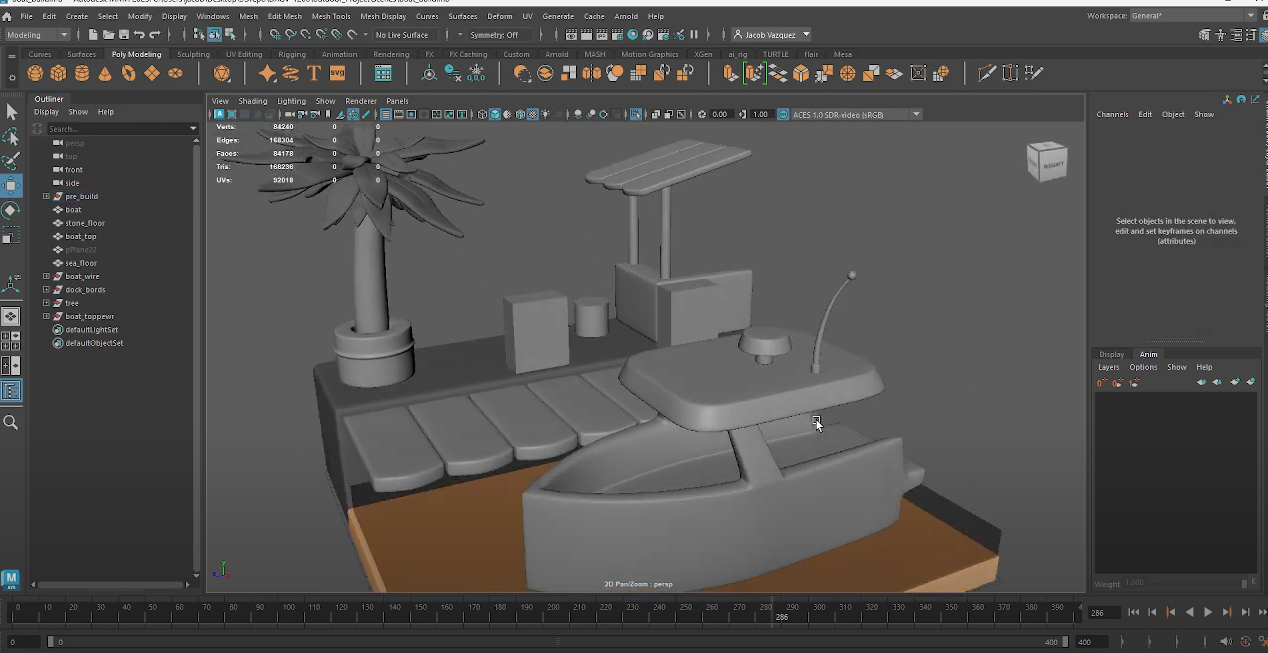 File Edit Create Select Modify Display Windows Mesh Edit Mesh Mesh Tools Mesh Display Curves Surfaces Deform UV Generate Cache Arnold Help
Workspace: General*
Modeling
No Live Surface
Symmetry: Off
Jacob Vazquez
Curves Surfaces Poly Modeling Sculpting UV Editing Rigging Animation Rendering FX FX Caching Custom Arnold MASH Motion Graphics XGen ai_rig TURTLE flair Mesa
SVG
0,0,0
Outliner
Display Show Help
Search...
persp
top
front
side
pre_build
boat
stone_floor
boat_top
pPlane22
sea_floor
boat_wire
dock_bords
tree
boat_toppewr
defaultLightSet
defaultObjectSet
View Shading Lighting Show Renderer Panels
0.00 1.00 ACES 1.0 SDR-video (sRGB)
Verts: 84240 0 0
Edges: 168304 0 0
Faces: 84178 0 0
Tris: 168236 0 0
UVs: 92018 0 0
RIGHT
2D Pan/Zoom : persp
Channels Edit Object Show
Select objects in the scene to view,
edit and set keyframes on channels
(attributes)
Display Anim
Layers Options Show Help
Weight 1.000 K
M
0 10 20 30 40 50 60 70 80 90 100 110 120 130 140 150 160 170 180 190 200 210 220 230 240 250 260 270 280 290 300 310 320 330 340 350 360 370 380 390 4
286
286
0 0 400 400